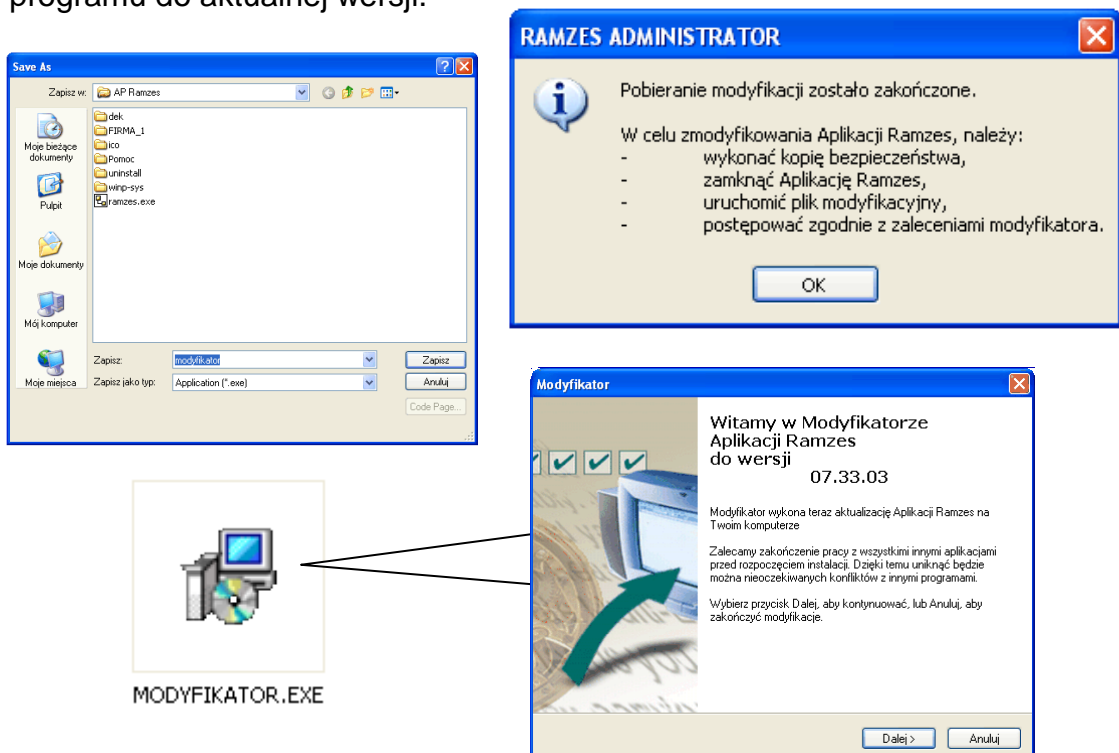 programu do aktualnej wersji.
Save As
Zapisz w:
AP Ramzes
Moje bieżące
dokumenty
Pulpit
Moje dokumenty
Mój komputer
Moje miejsca
dek
FIRMA_1
ico
Pomoc
uninstall
winp-sys
ramzes.exe
Zapisz:
modyfikator
Zapisz
Zapisz jako typ:
Application (*.exe)
Anuluj
Code Page...
RAMZES ADMINISTRATOR
Pobieranie modyfikacji zostało zakończone.
W celu zmodyfikowania Aplikacji Ramzes, należy:
- wykonać kopię bezpieczeństwa,
- zamknąć Aplikację Ramzes,
- uruchomić plik modyfikacyjny,
- postępować zgodnie z zaleceniami modyfikatora.
OK
MODYFIKATOR.EXE
Modyfikator
Witamy w Modyfikatorze
Aplikacji Ramzes
do wersji
07.33.03
Modyfikator wykona teraz aktualizację Aplikacji Ramzes na
Twoim komputerze
Zalecamy zakończenie pracy z wszystkimi innymi aplikacjami
przed rozpoczęciem instalacji. Dzięki temu uniknąć będzie
można nieoczekiwanych konfliktów z innymi programami.
Wybierz przycisk Dalej, aby kontynuować, lub Anuluj, aby
zakończyć modyfikacje.
Dalej >
Anuluj